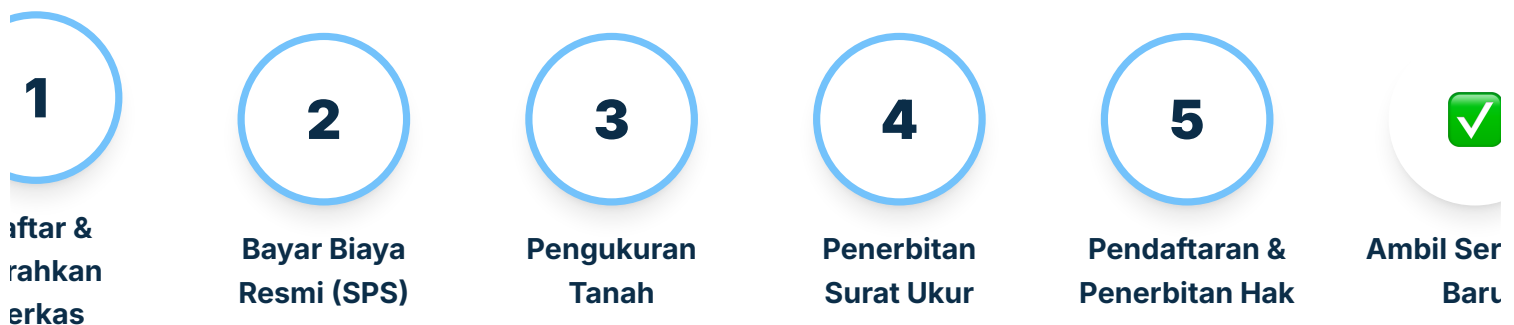 1
aftar &
rahkan
erkas
2
Bayar Biaya
Resmi (SPS)
3
Pengukuran
Tanah
4
Penerbitan
Surat Ukur
5
Pendaftaran &
Penerbitan Hak
Ambil Ser
Baru